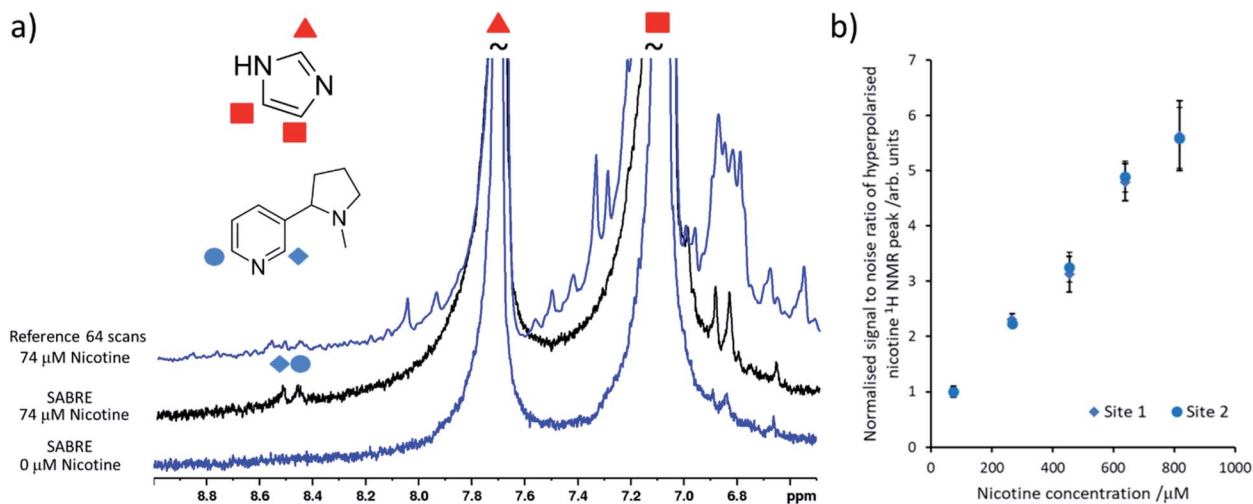 a)
HN
N
N
N
~
~
Reference 64 scans
74 μM Nicotine
SABRE
74 μM Nicotine
SABRE
0 μM Nicotine
8.8 8.6 8.4 8.2 8.0 7.8 7.6 7.4 7.2 7.0 6.8 ppm
b)
Normalised signal to noise ratio of hyperpolarised
nicotine ¹H NMR peak /arb. units
7
6
5
4
3
2
1
0
0 200 400 600 800 1000
Site 1 Site 2
Nicotine concentration /μM